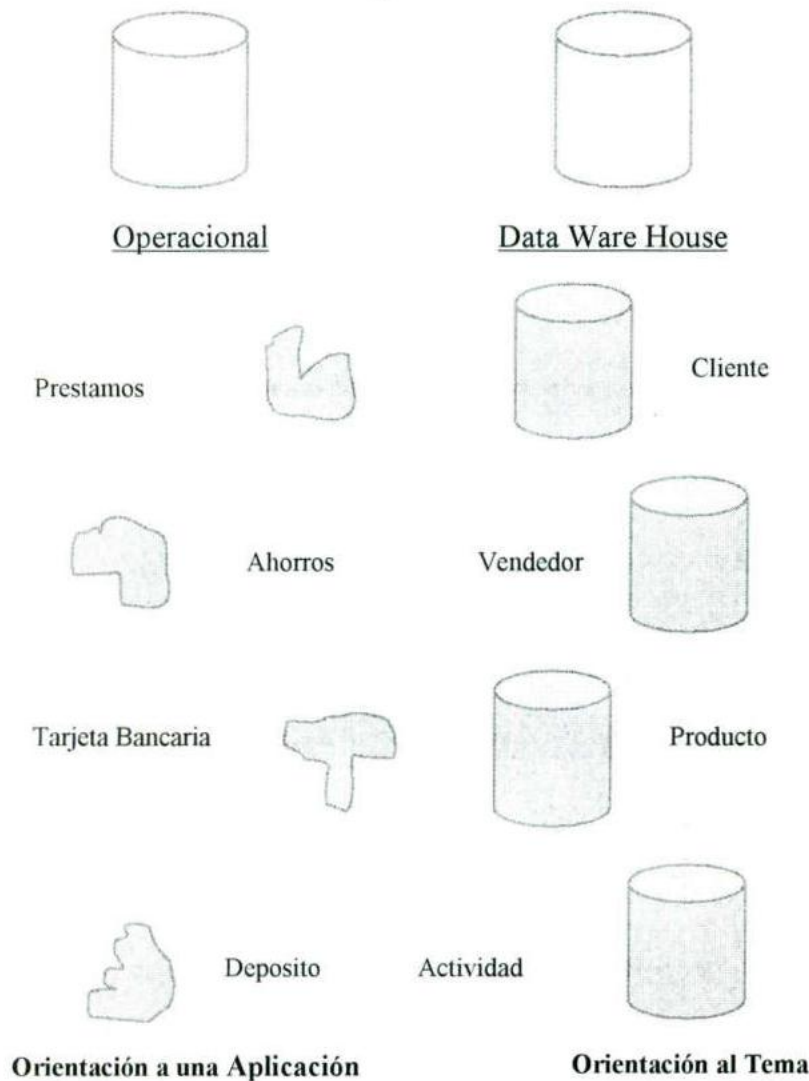 Operacional Data Ware House
Prestamos Cliente
Ahorros Vendedor
Tarjeta Bancaria Producto
Deposito Actividad
Orientación a una Aplicación Orientación al Tema